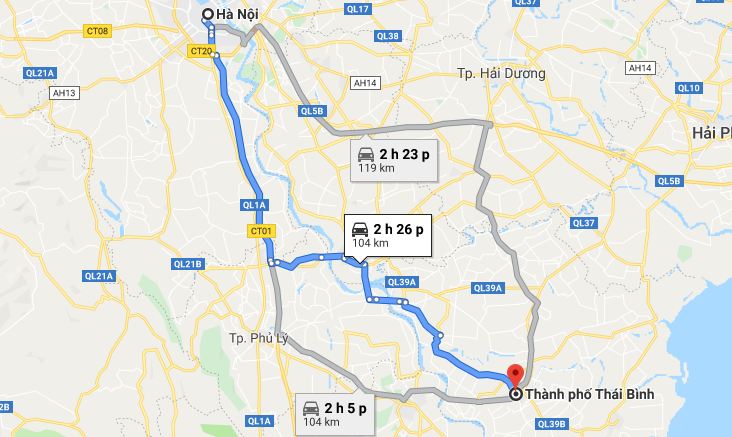 Hà Nội
QL17
CT08
QL38
CT20
QL21A
Tp. Hải Dương
AH14
AH13
QL10
QL5B
Hải Ph
2 h 23 p
119 km
QL5B
QL1A
2 h 26 p
104 km
QL37
CT01
QL21B
QL21A
QL39A
QL39A
Tp. Phủ Lý
Thành phố Thái Bình
2 h 5 p
104 km
QL1A
QL39B